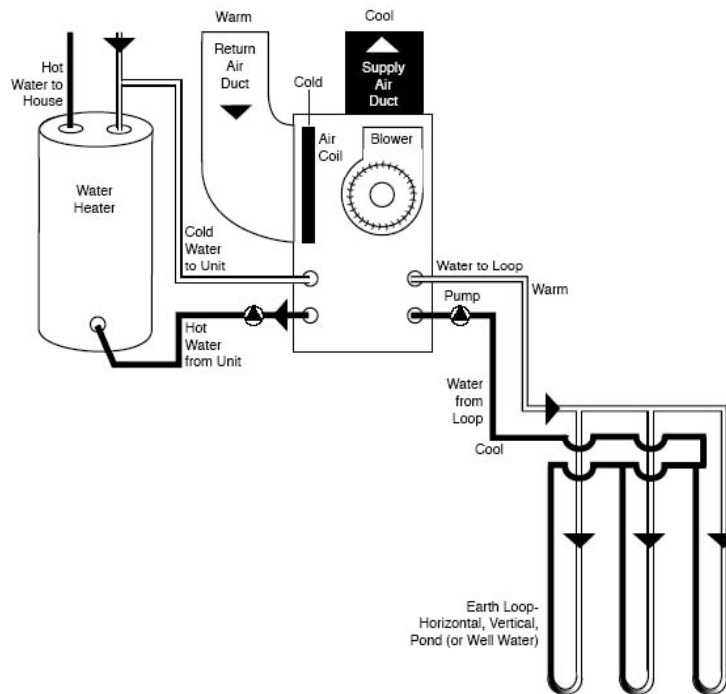 Warm
Cool
Return
Air
Duct
Supply
Air
Duct
Hot
Water to
House
Cold
Air
Coil
Blower
Water
Heater
Cold
Water
to Unit
Water to Loop
Warm
Pump
Hot
Water
from Unit
Water
from
Loop
Cool
Earth Loop-
Horizontal, Vertical,
Pond (or Well Water)